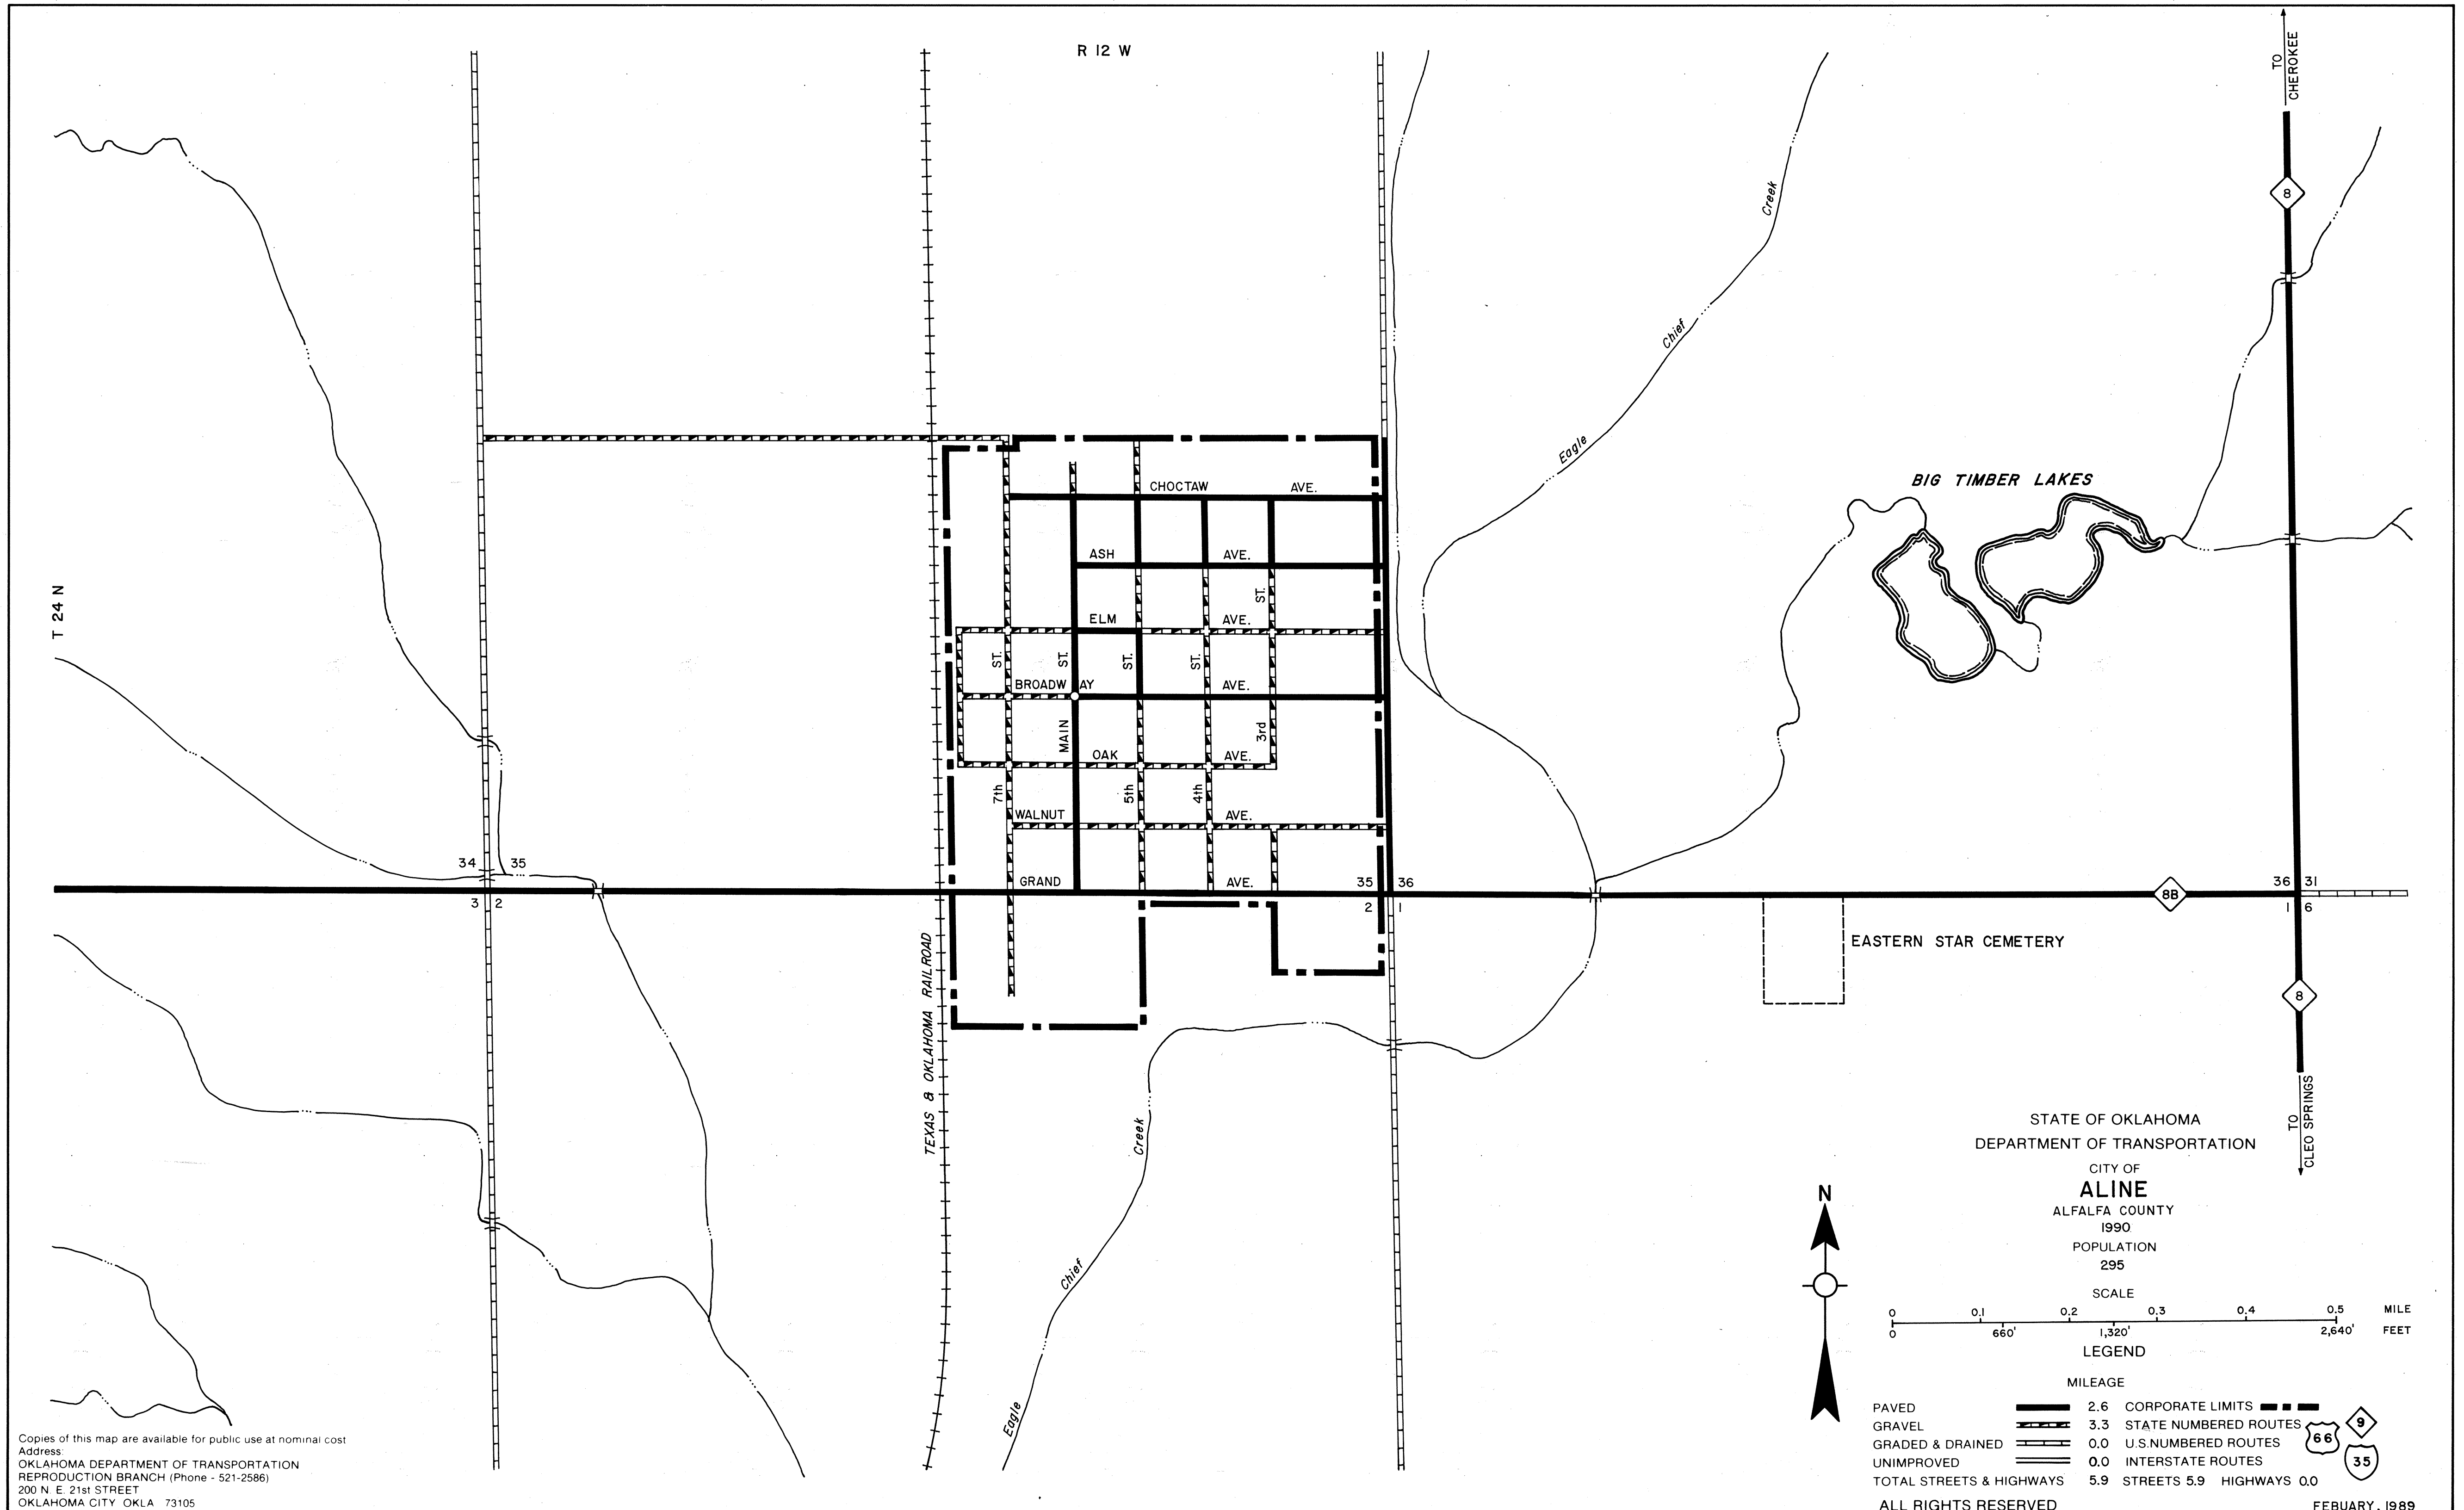 R 12 W
TO
CHEROKEE
8
Creek
Chief
Eagle
BIG TIMBER LAKES
T 24 N
CHOCTAW AVE.
ASH AVE.
ST.
ELM AVE.
ST. ST. ST. ST.
BROADWAY AVE.
MAIN
3rd
OAK AVE.
7th 5th 4th
WALNUT AVE.
34 35
GRAND AVE.
35 36
36 31
3 2
2 1
8B
1 6
EASTERN STAR CEMETERY
TEXAS & OKLAHOMA RAILROAD
8
TO
CLEO SPRINGS
Creek
Chief
Eagle
STATE OF OKLAHOMA
DEPARTMENT OF TRANSPORTATION
CITY OF
ALINE
ALFALFA COUNTY
1990
POPULATION
295
N
SCALE
0 0.1 0.2 0.3 0.4 0.5 MILE
0 660' 1,320' 2,640' FEET
LEGEND
MILEAGE
PAVED 2.6 CORPORATE LIMITS
GRAVEL 3.3 STATE NUMBERED ROUTES 9
GRADED & DRAINED 0.0 U.S.NUMBERED ROUTES 66
UNIMPROVED 0.0 INTERSTATE ROUTES 35
TOTAL STREETS & HIGHWAYS 5.9 STREETS 5.9 HIGHWAYS 0.0
ALL RIGHTS RESERVED FEBUARY, 1989
Copies of this map are available for public use at nominal cost
Address:
OKLAHOMA DEPARTMENT OF TRANSPORTATION
REPRODUCTION BRANCH (Phone - 521-2586)
200 N. E. 21st STREET
OKLAHOMA CITY OKLA 73105